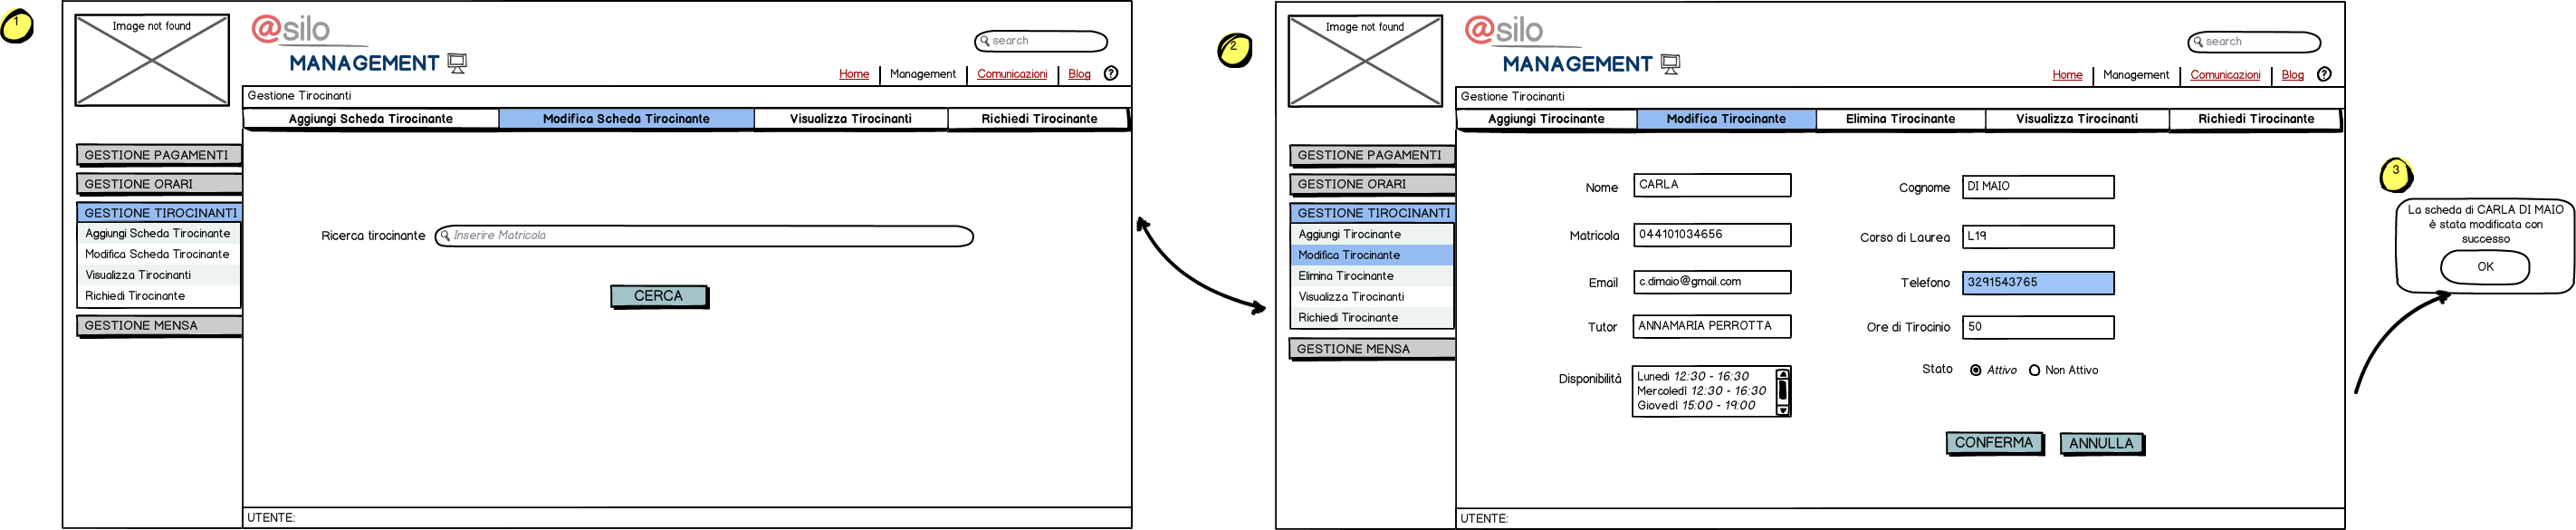 1
Image not found
@silo
MANAGEMENT
search
Home
Management
Comunicazioni
Blog
?
Gestione Tirocinanti
Aggiungi Scheda Tirocinante
Modifica Scheda Tirocinante
Visualizza Tirocinanti
Richiedi Tirocinante
GESTIONE PAGAMENTI
GESTIONE ORARI
GESTIONE TIROCINANTI
Aggiungi Scheda Tirocinante
Modifica Scheda Tirocinante
Visualizza Tirocinanti
Richiedi Tirocinante
GESTIONE MENSA
Ricerca tirocinante
Inserire Matricola
CERCA
UTENTE:
2
Image not found
@silo
MANAGEMENT
search
Home
Management
Comunicazioni
Blog
?
Gestione Tirocinanti
Aggiungi Tirocinante
Modifica Tirocinante
Elimina Tirocinante
Visualizza Tirocinanti
Richiedi Tirocinante
GESTIONE PAGAMENTI
GESTIONE ORARI
GESTIONE TIROCINANTI
Aggiungi Tirocinante
Modifica Tirocinante
Elimina Tirocinante
Visualizza Tirocinanti
Richiedi Tirocinante
GESTIONE MENSA
Nome CARLA
Cognome DI MAIO
Matricola 044101034656
Corso di Laurea L19
Email c.dimaio@gmail.com
Telefono 3291543765
Tutor ANNAMARIA PERROTTA
Ore di Tirocinio 50
Disponibilità
Lunedì 12:30 - 16:30
Mercoledì 12:30 - 16:30
Giovedì 15:00 - 19:00
Stato Attivo Non Attivo
CONFERMA
ANNULLA
UTENTE:
3
La scheda di CARLA DI MAIO
è stata modificata con
successo
OK